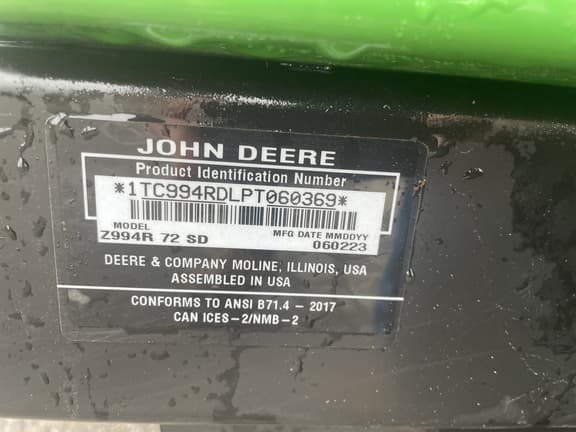 JOHN DEERE
Product Identification Number
*1TC994RDLPT060369*
MODEL MFG DATE MMDDYY
Z994R 72 SD 060223
DEERE & COMPANY MOLINE, ILLINOIS, USA
ASSEMBLED IN USA
CONFORMS TO ANSI B71.4 – 2017
CAN ICES–2/NMB–2